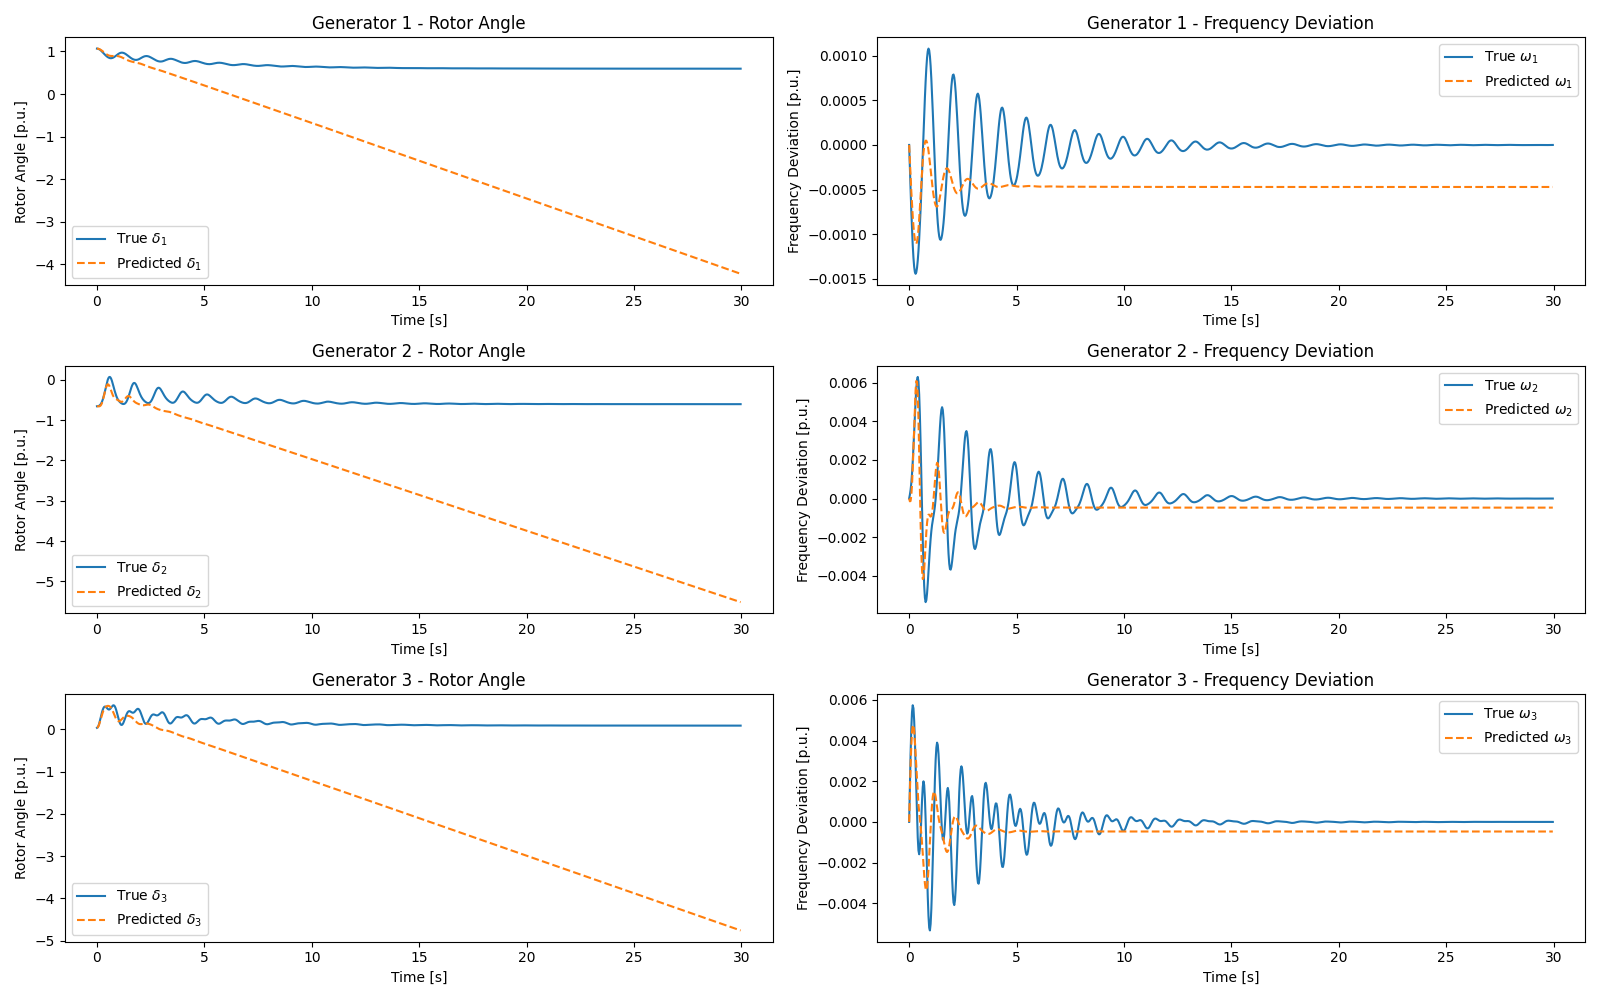 Generator 1 - Rotor Angle
Rotor Angle [p.u.]
1
0
−1
−2
−3
−4
True δ₁
Predicted δ₁
0 5 10 15 20 25 30
Time [s]
Generator 1 - Frequency Deviation
Frequency Deviation [p.u.]
0.0010
0.0005
0.0000
−0.0005
−0.0010
−0.0015
True ω₁
Predicted ω₁
0 5 10 15 20 25 30
Time [s]
Generator 2 - Rotor Angle
Rotor Angle [p.u.]
0
−1
−2
−3
−4
−5
True δ₂
Predicted δ₂
0 5 10 15 20 25 30
Time [s]
Generator 2 - Frequency Deviation
Frequency Deviation [p.u.]
0.006
0.004
0.002
0.000
−0.002
−0.004
True ω₂
Predicted ω₂
0 5 10 15 20 25 30
Time [s]
Generator 3 - Rotor Angle
Rotor Angle [p.u.]
0
−1
−2
−3
−4
−5
True δ₃
Predicted δ₃
0 5 10 15 20 25 30
Time [s]
Generator 3 - Frequency Deviation
Frequency Deviation [p.u.]
0.006
0.004
0.002
0.000
−0.002
−0.004
True ω₃
Predicted ω₃
0 5 10 15 20 25 30
Time [s]